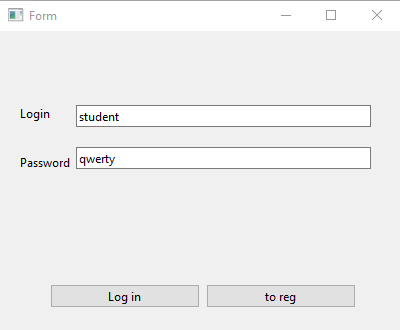 Form
Login
student
Password
qwerty
Log in
to reg